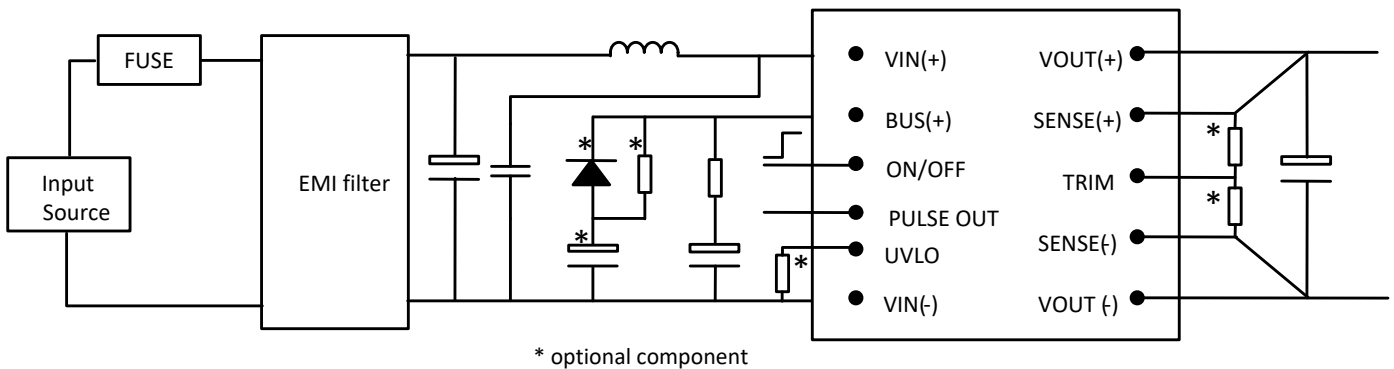 FUSE
Input
Source
EMI filter
*
*
*
*
VIN(+)
BUS(+)
ON/OFF
PULSE OUT
UVLO
VIN(-)
VOUT(+)
SENSE(+)
TRIM
SENSE(-)
VOUT (-)
*
*
* optional component